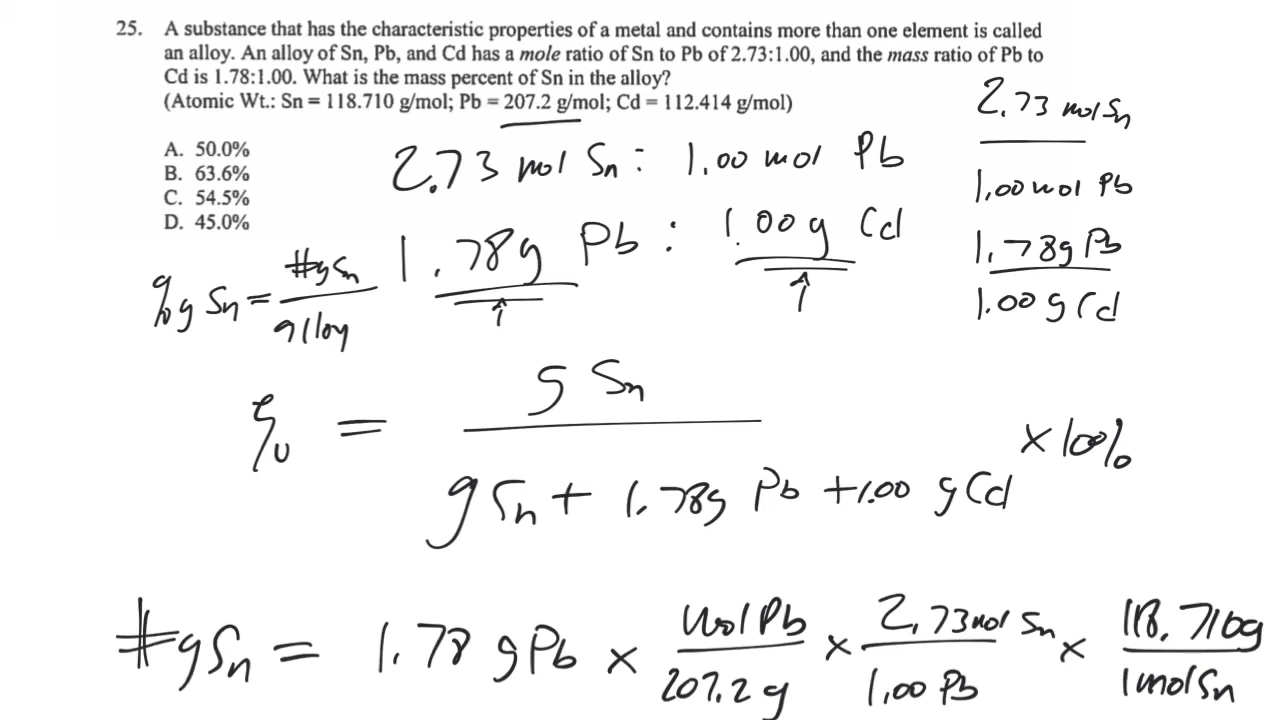 25. A substance that has the characteristic properties of a metal and contains more than one element is called
an alloy. An alloy of Sn, Pb, and Cd has a mole ratio of Sn to Pb of 2.73:1.00, and the mass ratio of Pb to
Cd is 1.78:1.00. What is the mass percent of Sn in the alloy?
(Atomic Wt.: Sn = 118.710 g/mol; Pb = 207.2 g/mol; Cd = 112.414 g/mol)
A. 50.0%
B. 63.6%
C. 54.5%
D. 45.0%
2.73 mol Sn : 1.00 mol Pb
1.78g Pb : 1.00 g Cd
2.73 mol Sn
1.00 mol Pb
1.78g Pb
1.00 g Cd
%g Sn = #g Sn
g alloy
% = g Sn
g Sn + 1.78g Pb + 1.00 g Cd
× 100%
#g Sn = 1.78 g Pb × mol Pb × 2.73 mol Sn × 118.710g
207.2 g 1.00 Pb 1 mol Sn